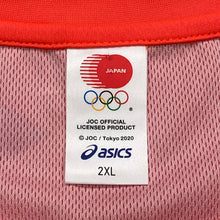 JAPAN
JOC OFFICIAL
LICENSED PRODUCT
© JOC / Tokyo 2020
asics
2XL